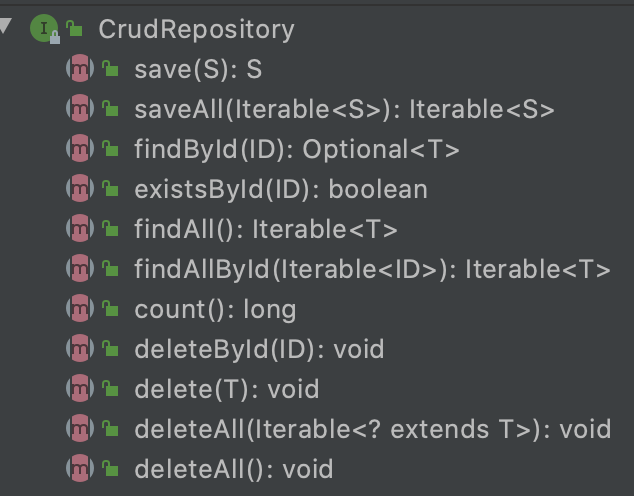 CrudRepository
save(S): S
saveAll(Iterable<S>): Iterable<S>
findById(ID): Optional<T>
existsById(ID): boolean
findAll(): Iterable<T>
findAllById(Iterable<ID>): Iterable<T>
count(): long
deleteById(ID): void
delete(T): void
deleteAll(Iterable<? extends T>): void
deleteAll(): void